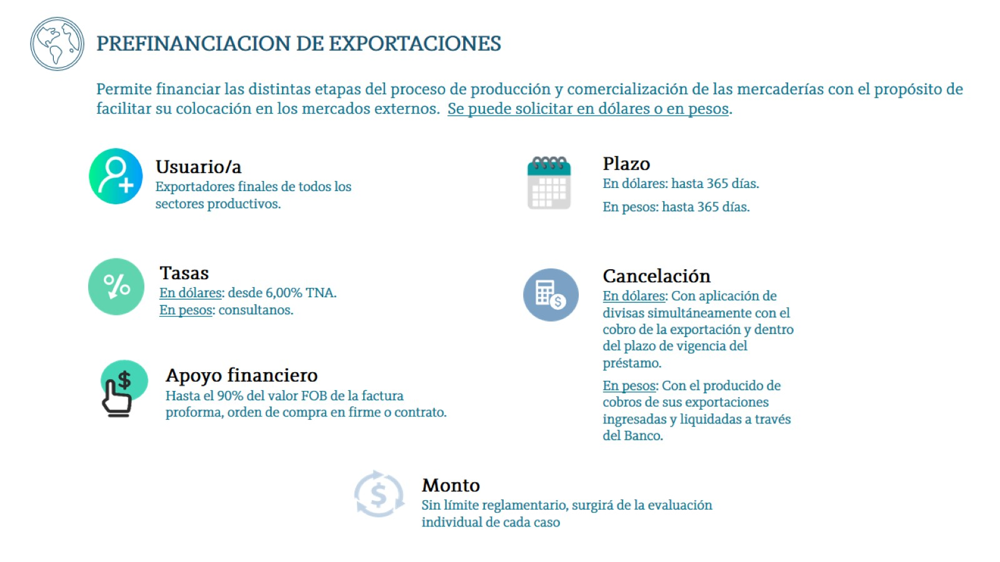 PREFINANCIACION DE EXPORTACIONES
Permite financiar las distintas etapas del proceso de producción y comercialización de las mercaderías con el propósito de
facilitar su colocación en los mercados externos. Se puede solicitar en dólares o en pesos.
Usuario/a
Exportadores finales de todos los
sectores productivos.
Plazo
En dólares: hasta 365 días.
En pesos: hasta 365 días.
Tasas
En dólares: desde 6,00% TNA.
En pesos: consultanos.
Cancelación
En dólares: Con aplicación de
divisas simultáneamente con el
cobro de la exportación y dentro
del plazo de vigencia del
préstamo.
En pesos: Con el producido de
cobros de sus exportaciones
ingresadas y liquidadas a través
del Banco.
Apoyo financiero
Hasta el 90% del valor FOB de la factura
proforma, orden de compra en firme o contrato.
Monto
Sin límite reglamentario, surgirá de la evaluación
individual de cada caso